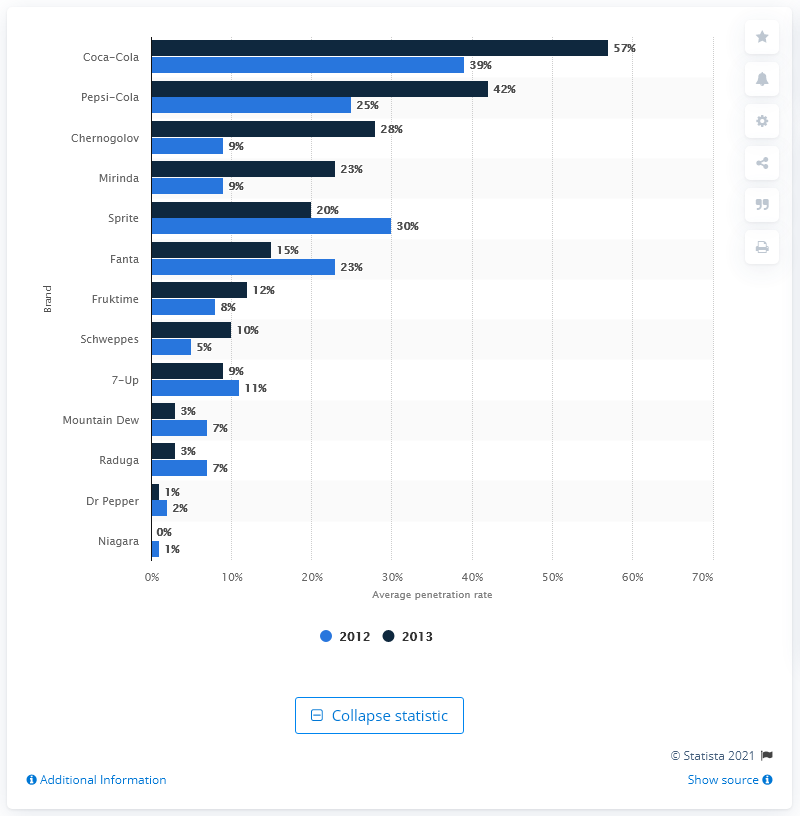 Coca-Cola
57%
39%
Pepsi-Cola
42%
25%
Chernogolov
28%
9%
Mirinda
23%
9%
Sprite
20%
30%
Fanta
15%
23%
Fruktime
12%
8%
Schweppes
10%
5%
7-Up
9%
11%
Mountain Dew
3%
7%
Raduga
3%
7%
Dr Pepper
1%
2%
Niagara
0%
1%
Brand
0% 10% 20% 30% 40% 50% 60% 70%
Average penetration rate
2012 2013
Collapse statistic
© Statista 2021
Additional Information
Show source